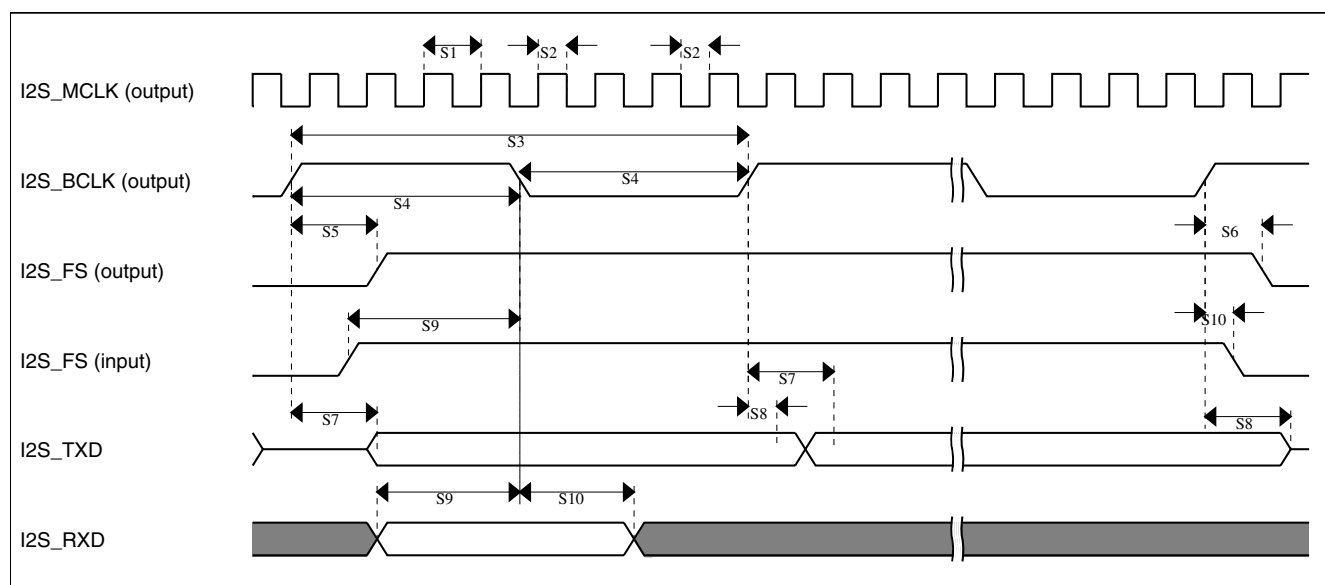 S1 S2 S2
I2S_MCLK (output)
S3
I2S_BCLK (output)
S4
S4
S5 S6
I2S_FS (output)
S9 S10
I2S_FS (input)
S7
S7 S8 S8
I2S_TXD
S9 S10
I2S_RXD